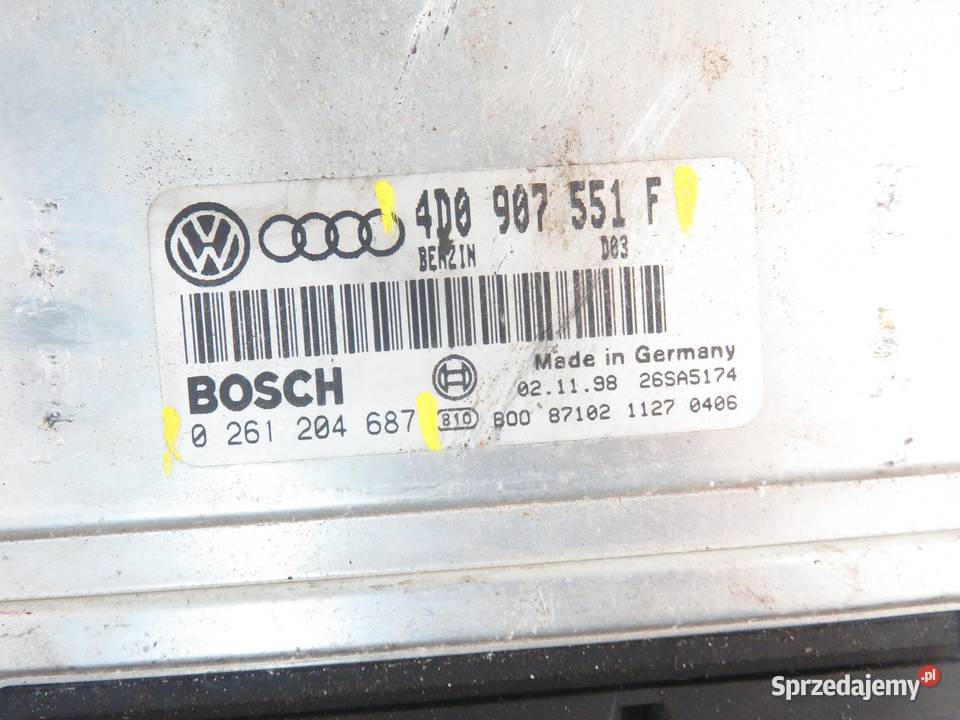 4D0 907 551 F
BENZIN D03
Made in Germany
BOSCH
02.11.98 26SA5174
0 261 204 687 810 B00 87102 1127 0406
Sprzedajemy.pl